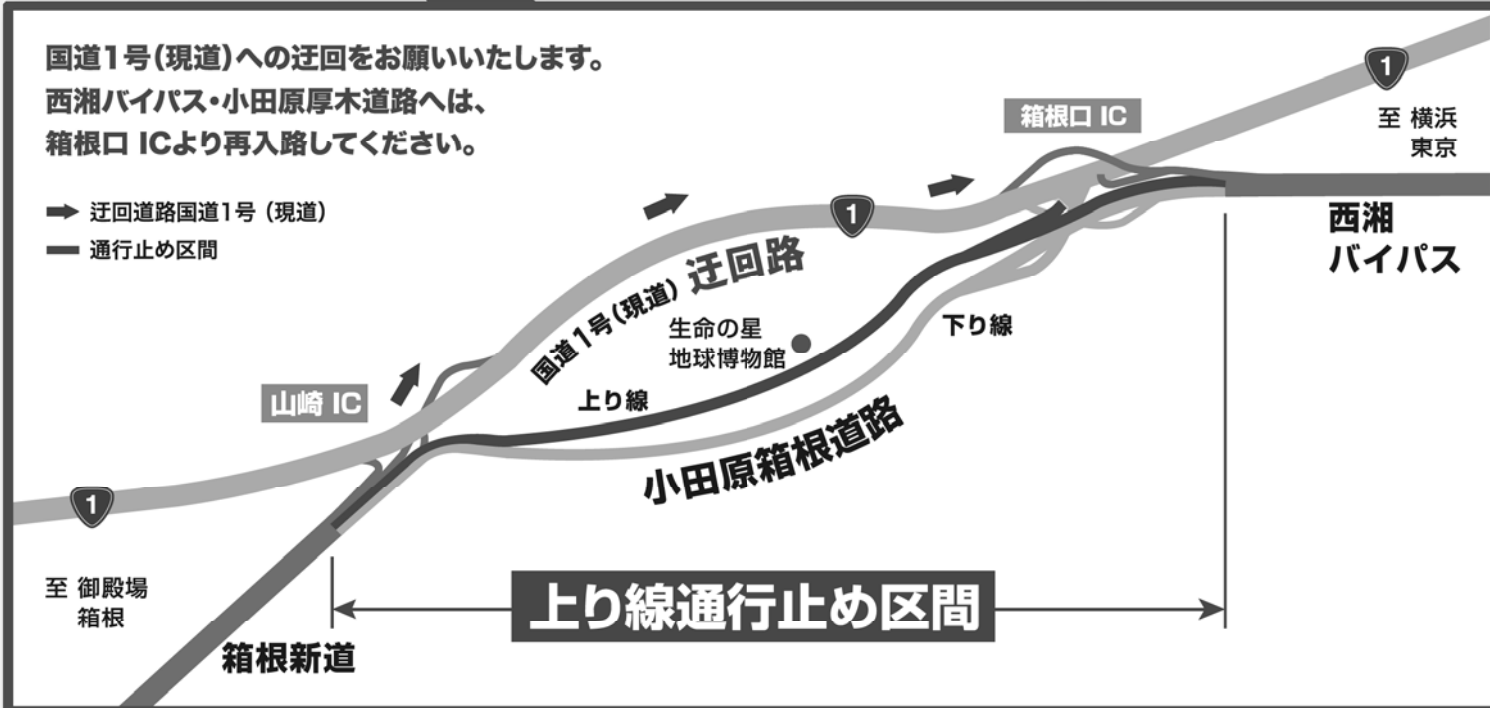 国道1号(現道)への迂回をお願いいたします。
西湘バイパス・小田原厚木道路へは、
箱根口 ICより再入路してください。
迂回道路国道1号 (現道)
通行止め区間
1
箱根口 IC
至 横浜
東京
1
西湘
バイパス
国道1号(現道) 迂回路
生命の星
地球博物館
下り線
山崎 IC
上り線
小田原箱根道路
1
至 御殿場
箱根
上り線通行止め区間
箱根新道